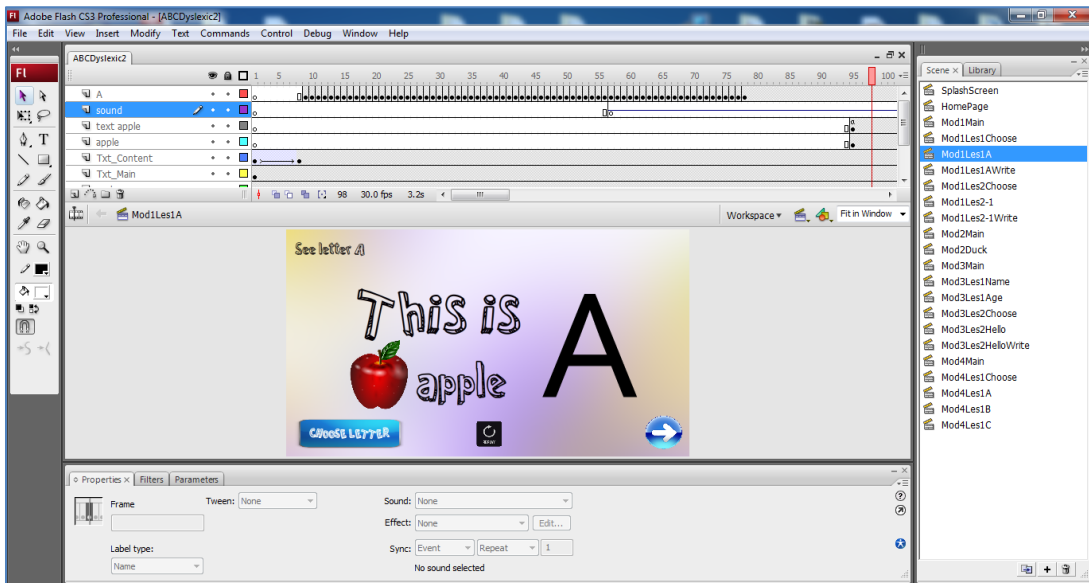 Adobe Flash CS3 Professional - [ABCDyslexic2]
File Edit View Insert Modify Text Commands Control Debug Window Help
ABCDyslexic2
Fl
1 5 10 15 20 25 30 35 40 45 50 55 60 65 70 75 80 85 90 95 100
A
sound
text apple
apple
Txt_Content
Txt_Main
98 30.0 fps 3.2s
Mod1Les1A
Workspace
Fit in Window
See letter A
This is
A
apple
CHOOSE LETTER
Properties × Filters Parameters
Frame
Tween: None
Sound: None
Effect: None Edit...
Label type:
Name
Sync: Event Repeat 1
No sound selected
Scene × Library
SplashScreen
HomePage
Mod1Main
Mod1Les1Choose
Mod1Les1A
Mod1Les1AWrite
Mod1Les2Choose
Mod1Les2-1
Mod1Les2-1Write
Mod2Main
Mod2Duck
Mod3Main
Mod3Les1Name
Mod3Les1Age
Mod3Les2Choose
Mod3Les2Hello
Mod3Les2HelloWrite
Mod4Main
Mod4Les1Choose
Mod4Les1A
Mod4Les1B
Mod4Les1C